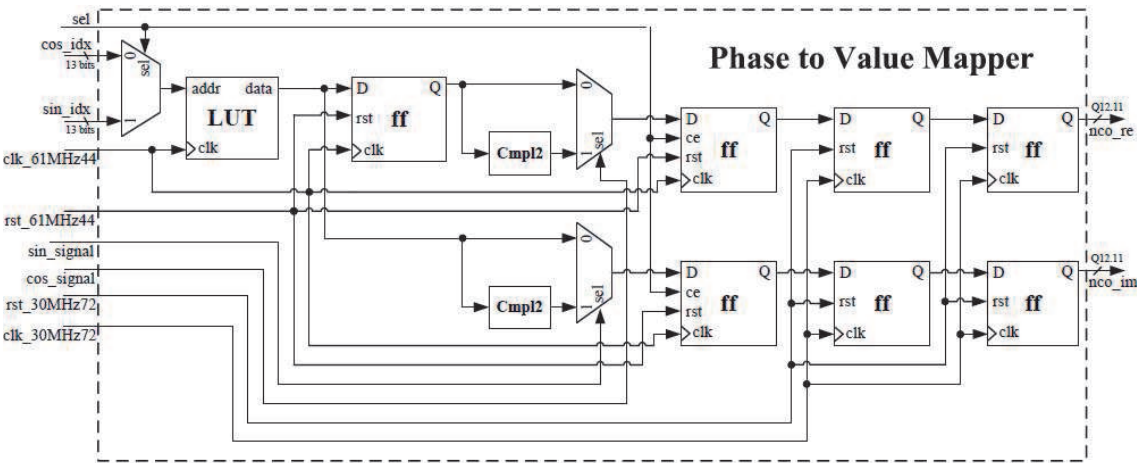 sel
cos_idx
13 bits
sin_idx
13 bits
clk_61MHz44
rst_61MHz44
sin_signal
cos_signal
rst_30MHz72
clk_30MHz72
Phase to Value Mapper
0
sel
1
addr data
LUT
clk
D Q
rst
ff
clk
Cmpl2
0
1
sel
D Q
ce
ff
rst
clk
D Q
rst
ff
clk
D Q
rst
ff
clk
Q12.11
nco_re
Cmpl2
0
1
sel
D Q
ce
ff
rst
clk
D Q
ff
rst
clk
D Q
ff
rst
clk
Q12.11
nco_im